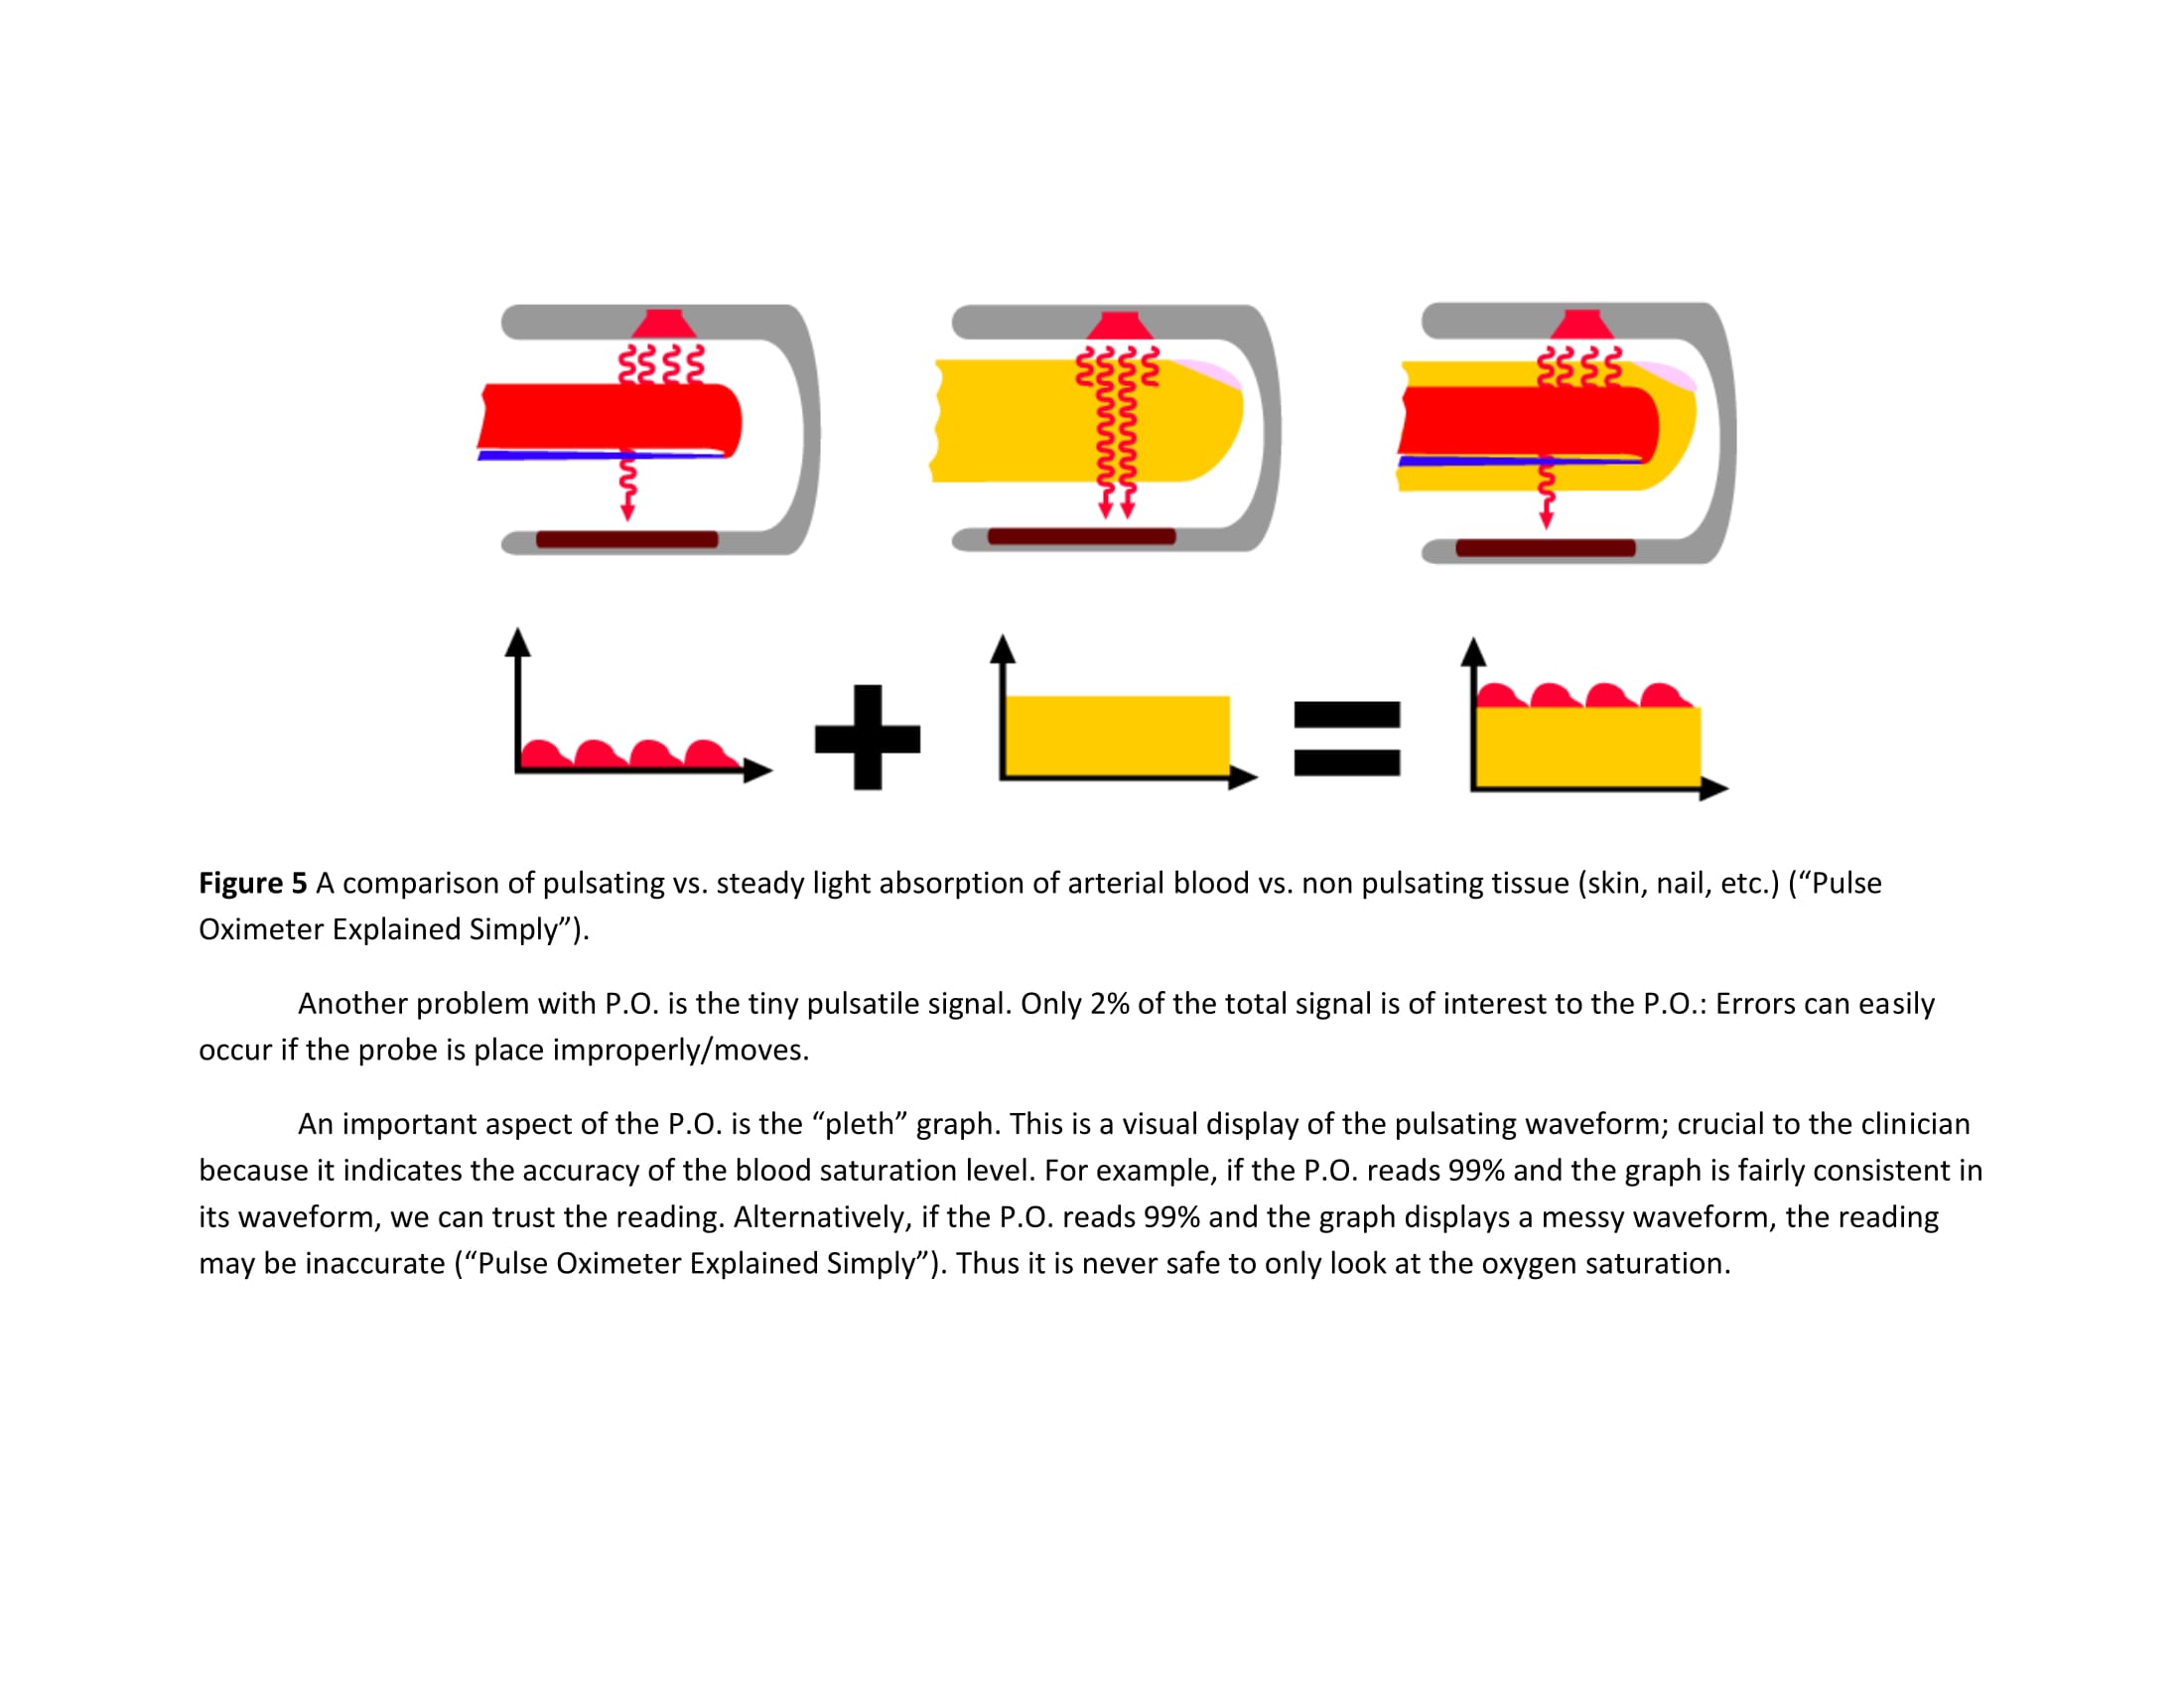 Figure 5 A comparison of pulsating vs. steady light absorption of arterial blood vs. non pulsating tissue (skin, nail, etc.) (“Pulse
Oximeter Explained Simply”).
Another problem with P.O. is the tiny pulsatile signal. Only 2% of the total signal is of interest to the P.O.: Errors can easily
occur if the probe is place improperly/moves.
An important aspect of the P.O. is the “pleth” graph. This is a visual display of the pulsating waveform; crucial to the clinician
because it indicates the accuracy of the blood saturation level. For example, if the P.O. reads 99% and the graph is fairly consistent in
its waveform, we can trust the reading. Alternatively, if the P.O. reads 99% and the graph displays a messy waveform, the reading
may be inaccurate (“Pulse Oximeter Explained Simply”). Thus it is never safe to only look at the oxygen saturation.